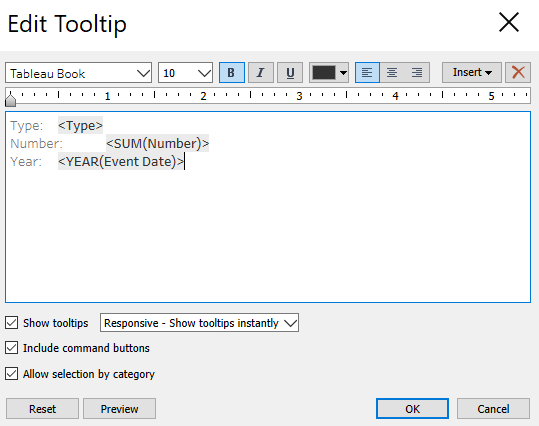 Edit Tooltip
Tableau Book 10 B I U Insert
1 2 3 4 5
Type: <Type>
Number: <SUM(Number)>
Year: <YEAR(Event Date)>
Show tooltips Responsive - Show tooltips instantly
Include command buttons
Allow selection by category
Reset Preview OK Cancel